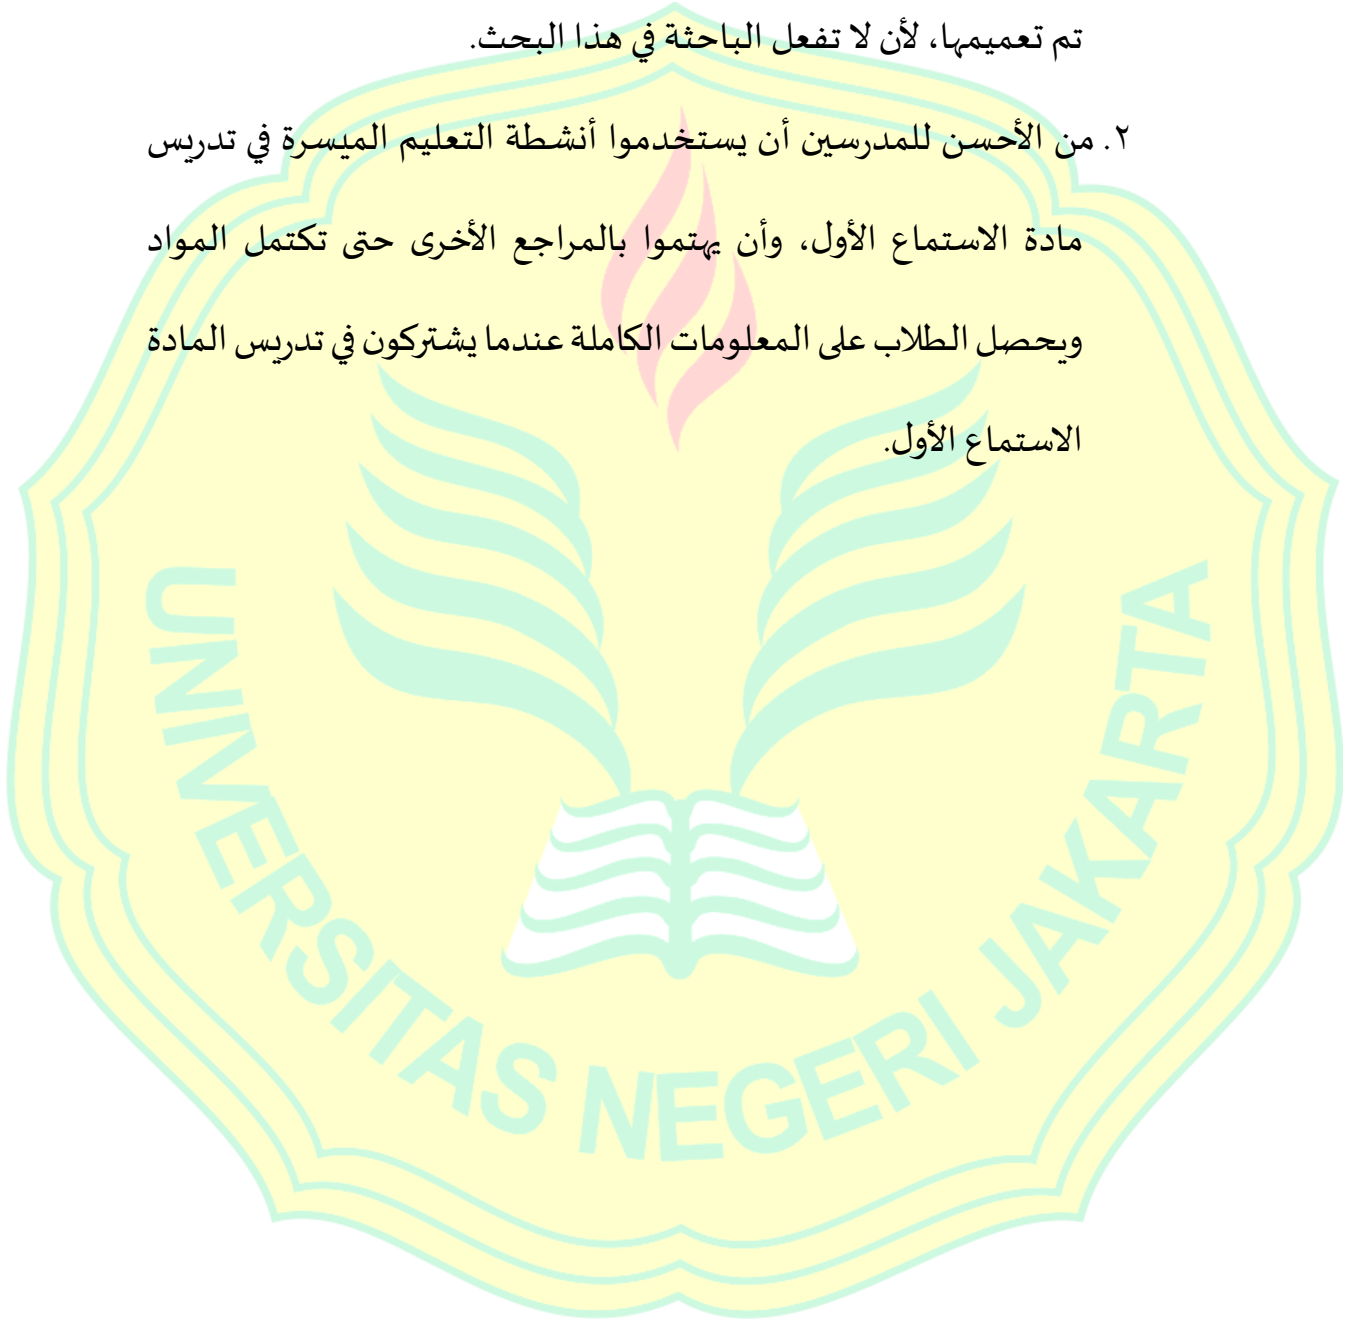 تم تعميمها، لأن لا تفعل الباحثة في هذا البحث.
٢. من الأحسن للمدرسين أن يستخدموا أنشطة التعليم الميسرة في تدريس
مادة الاستماع الأول، وأن يهتموا بالمراجع الأخرى حتى تكتمل المواد
ويحصل الطلاب على المعلومات الكاملة عندما يشتركون في تدريس المادة
الاستماع الأول.
UNIVERSITAS NEGERI JAKARTA